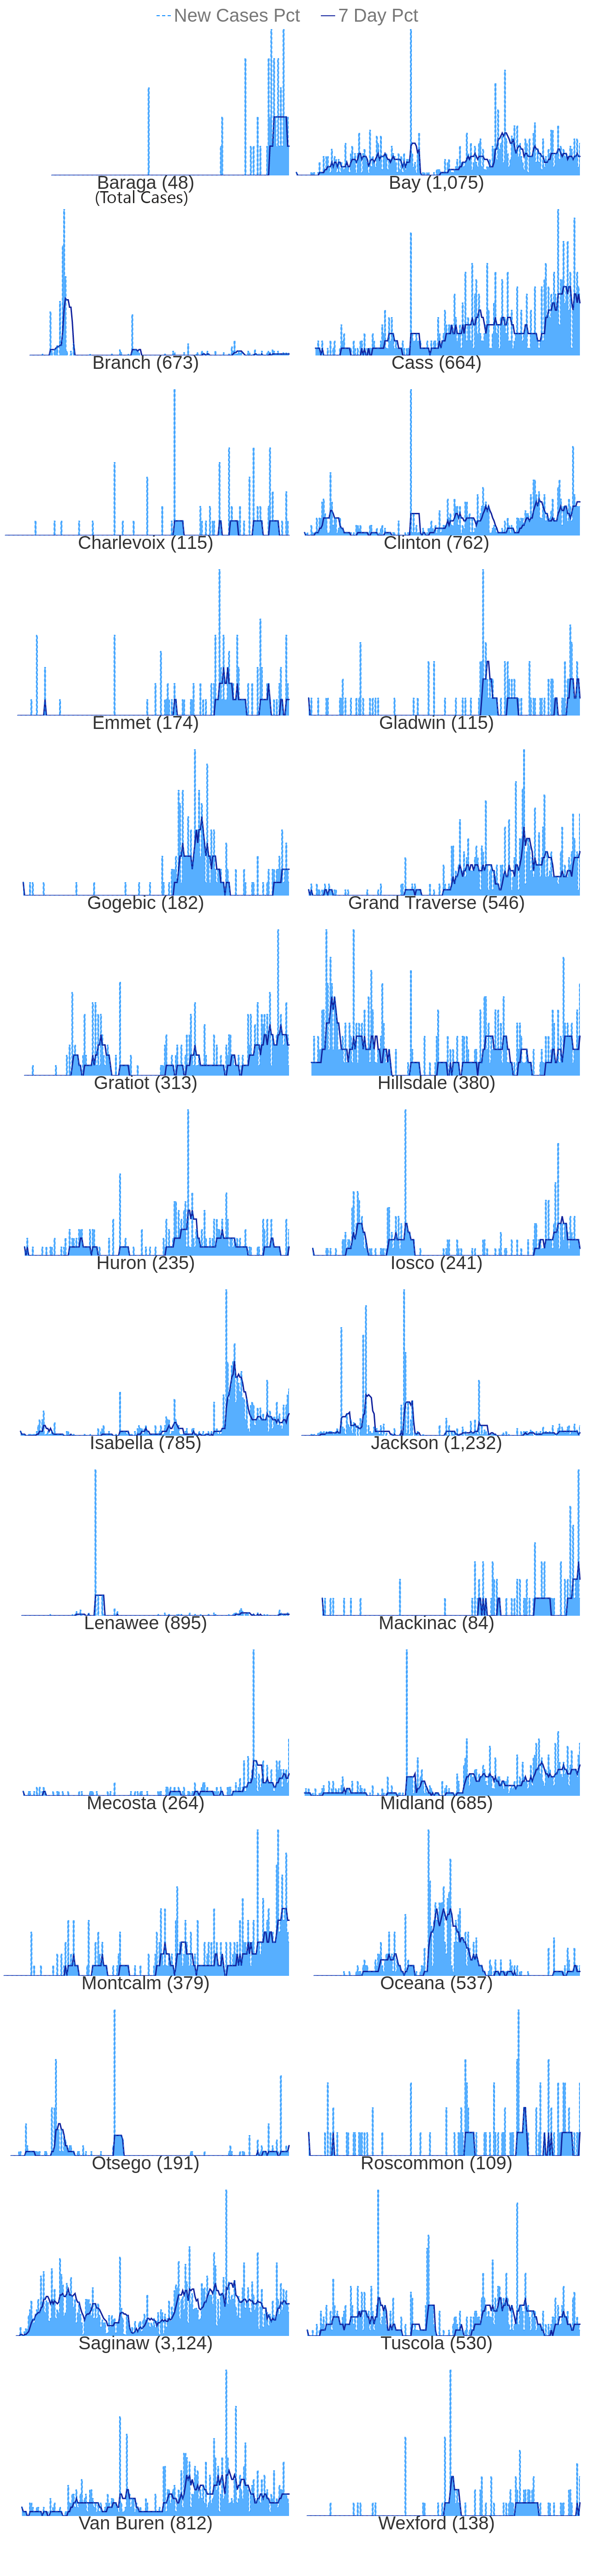 New Cases Pct 7 Day Pct
Baraga (48) Bay (1,075)
(Total Cases)
Branch (673) Cass (664)
Charlevoix (115) Clinton (762)
Emmet (174) Gladwin (115)
Gogebic (182) Grand Traverse (546)
Gratiot (313) Hillsdale (380)
Huron (235) Iosco (241)
Isabella (785) Jackson (1,232)
Lenawee (895) Mackinac (84)
Mecosta (264) Midland (685)
Montcalm (379) Oceana (537)
Otsego (191) Roscommon (109)
Saginaw (3,124) Tuscola (530)
Van Buren (812) Wexford (138)